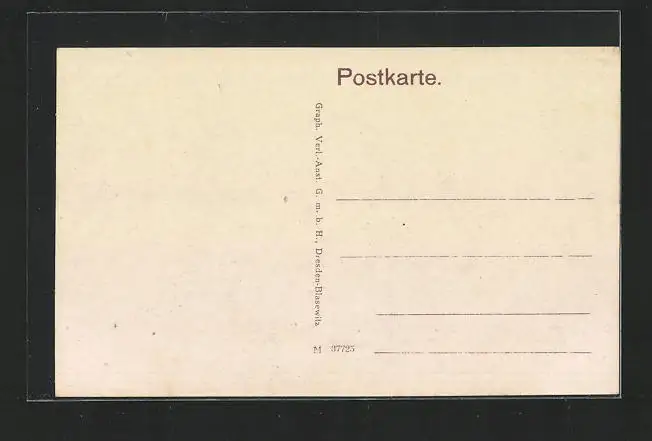 Postkarte.
Graph. Verl.-Anst. G. m. b. H., Dresden-Blasewitz
M 37725